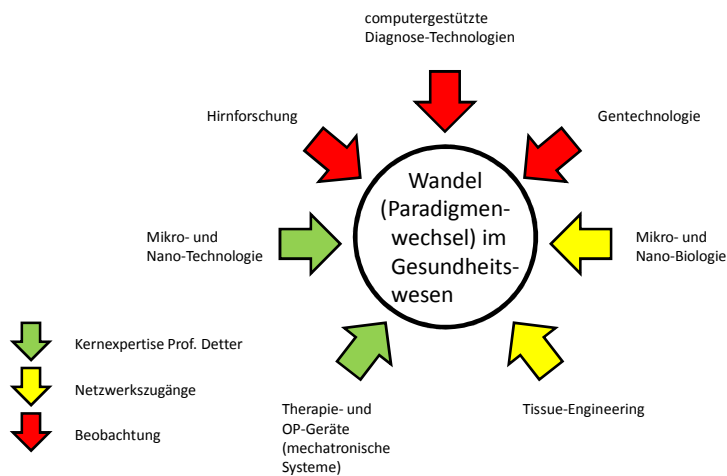 computergestützte
Diagnose-Technologien
Hirnforschung
Gentechnologie
Wandel
(Paradigmen-
wechsel) im
Gesundheits-
wesen
Mikro- und
Nano-Technologie
Mikro- und
Nano-Biologie
Kernexpertise Prof. Detter
Netzwerkszugänge
Beobachtung
Therapie- und
OP-Geräte
(mechatronische
Systeme)
Tissue-Engineering